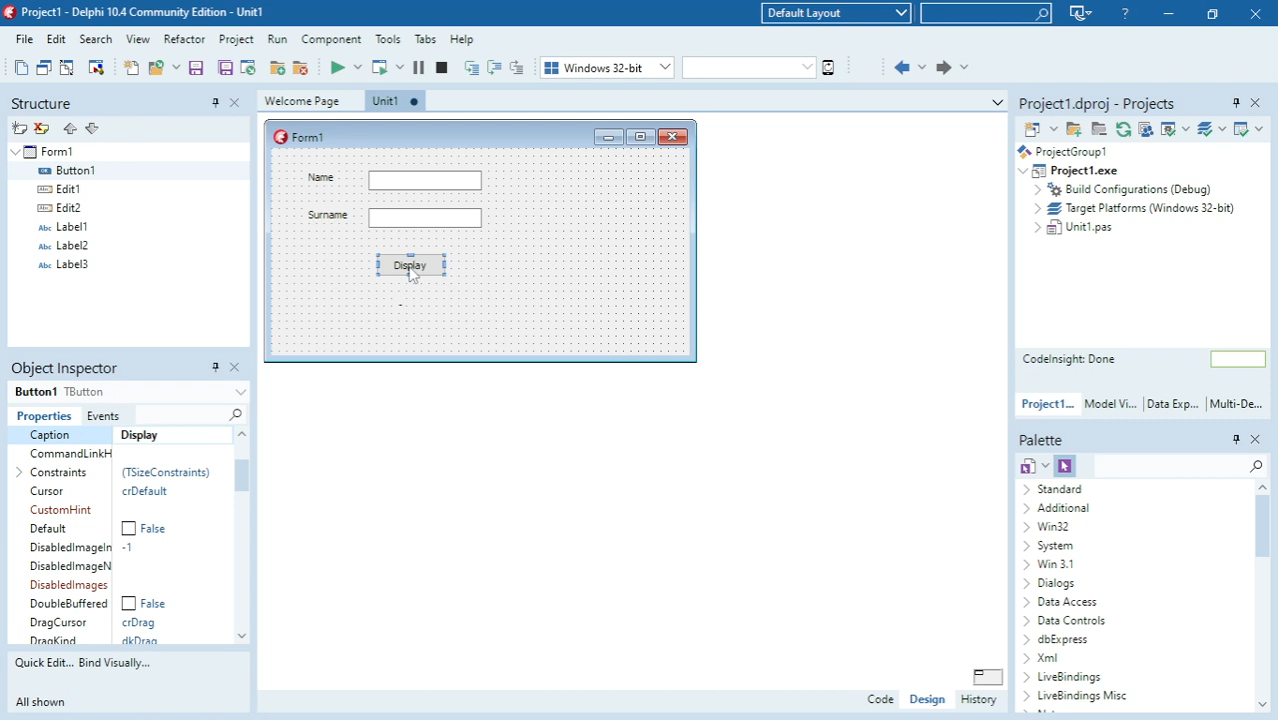 Project1 - Delphi 10.4 Community Edition - Unit1
Default Layout
?
File Edit Search View Refactor Project Run Component Tools Tabs Help
Windows 32-bit
Structure
Form1
Button1
Edit1
Edit2
Label1
Label2
Label3
Object Inspector
Button1 TButton
Properties Events
Caption Display
CommandLinkH
Constraints (TSizeConstraints)
Cursor crDefault
CustomHint
Default False
DisabledImageIn -1
DisabledImageN
DisabledImages
DoubleBuffered False
DragCursor crDrag
DragKind dkDrag
Quick Edit... Bind Visually...
All shown
Welcome Page Unit1
Form1
Name
Surname
Display
-
Code Design History
Project1.dproj - Projects
ProjectGroup1
Project1.exe
Build Configurations (Debug)
Target Platforms (Windows 32-bit)
Unit1.pas
CodeInsight: Done
Project1... Model Vi... Data Exp... Multi-De...
Palette
Standard
Additional
Win32
System
Win 3.1
Dialogs
Data Access
Data Controls
dbExpress
Xml
LiveBindings
LiveBindings Misc